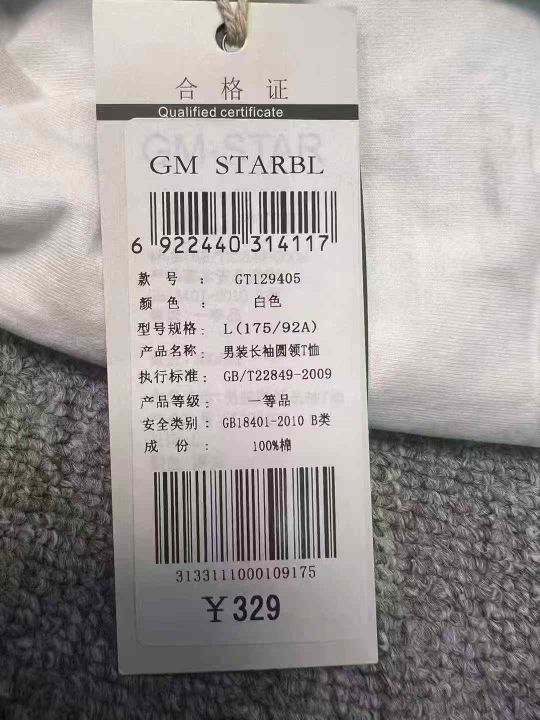 合格证
Qualified certificate
GM STARBL
6 922440 314117
款号：GT129405
颜色：白色
型号规格：L(175/92A)
产品名称：男装长袖圆领T恤
执行标准：GB/T22849-2009
产品等级：一等品
安全类别：GB18401-2010 B类
成份：100%棉
3133111000109175
￥329